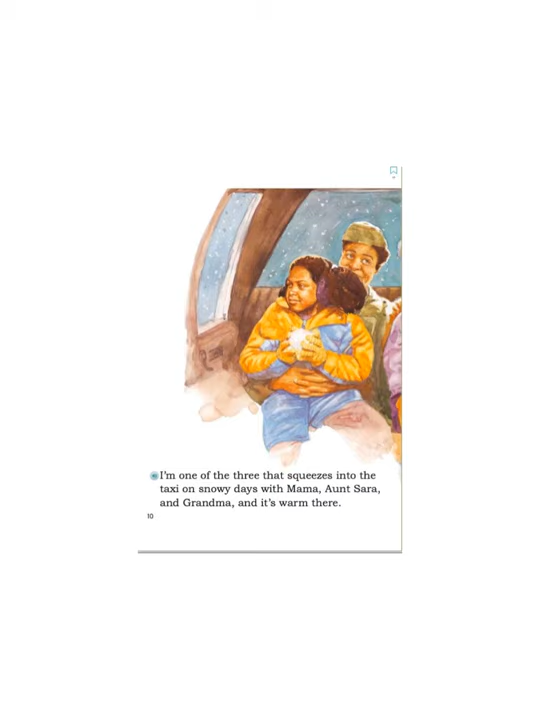 I'm one of the three that squeezes into the
taxi on snowy days with Mama, Aunt Sara,
and Grandma, and it's warm there.
10